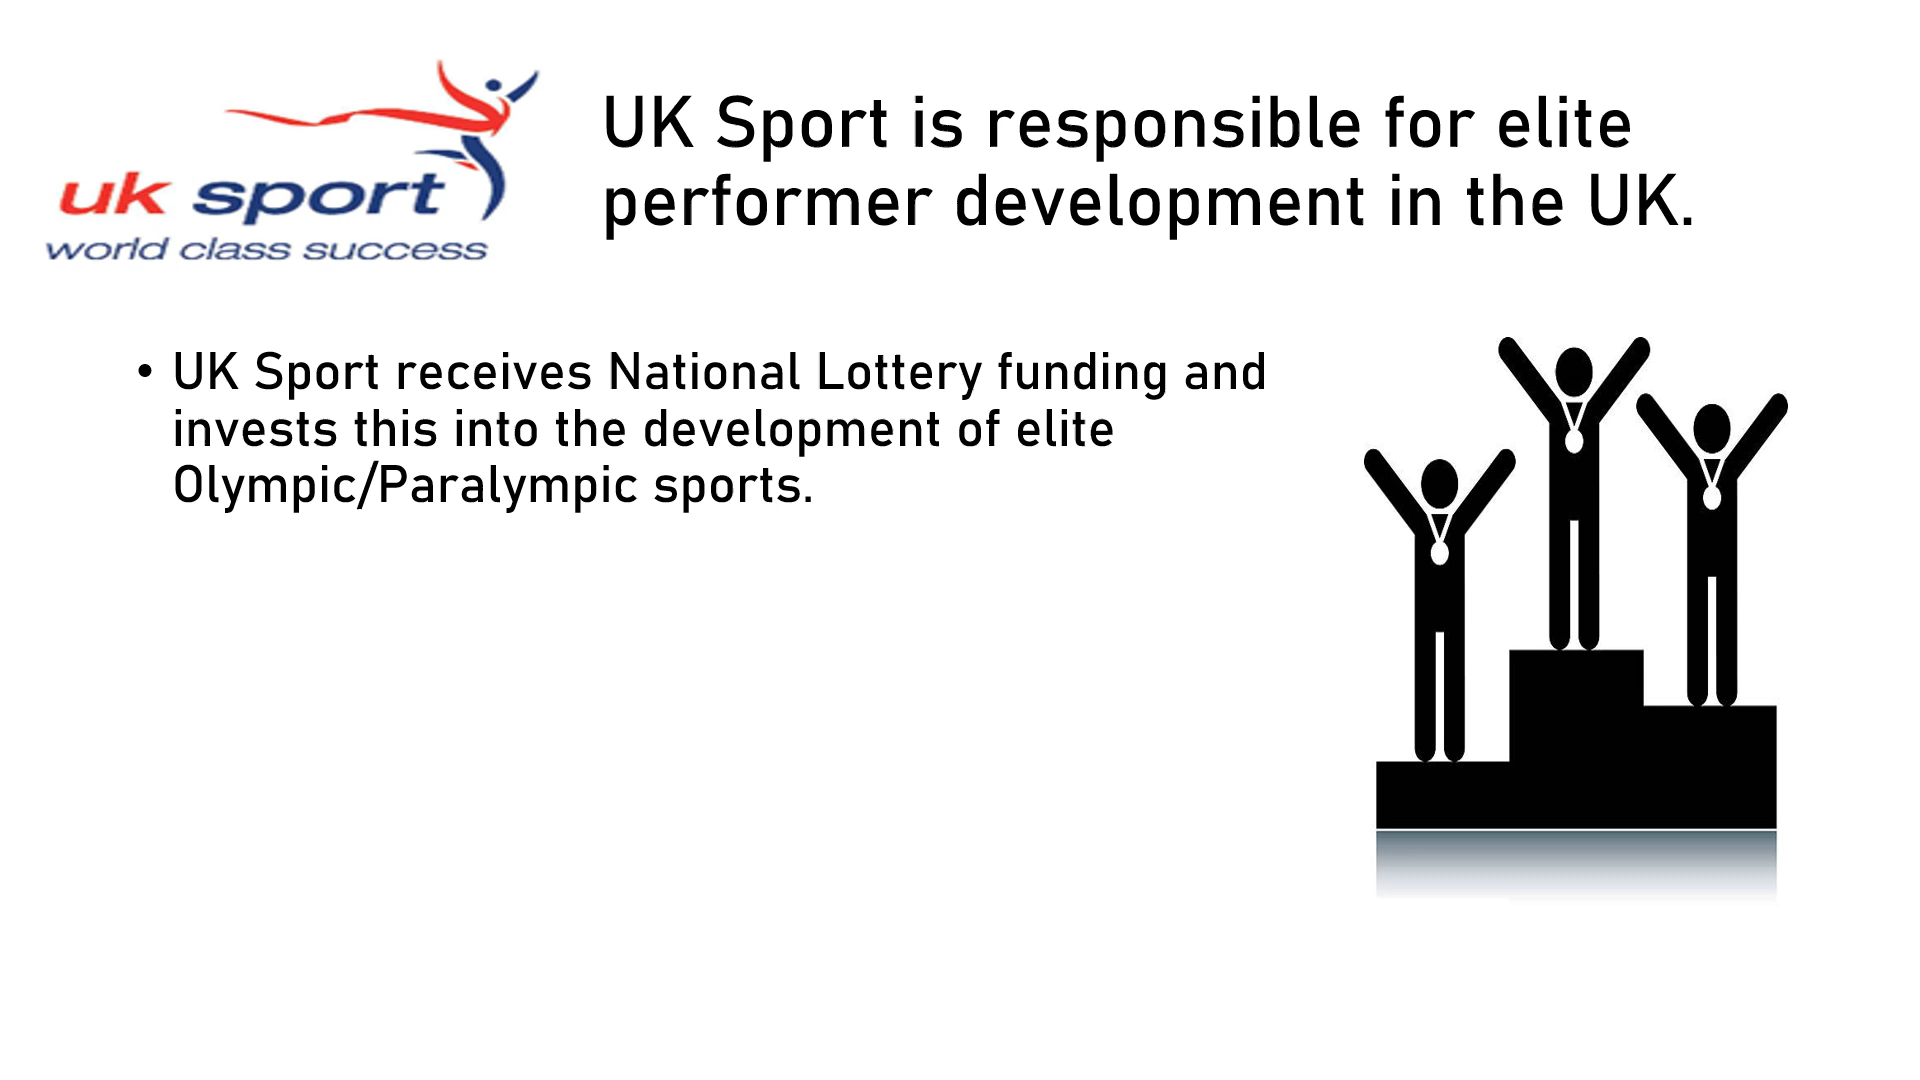 uk sport
world class success
UK Sport is responsible for elite
performer development in the UK.
• UK Sport receives National Lottery funding and
invests this into the development of elite
Olympic/Paralympic sports.